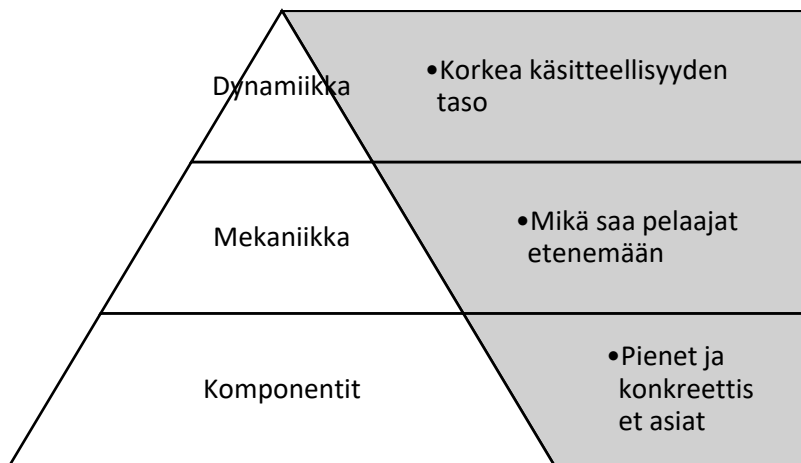 Dynamiikka
•Korkea käsitteellisyyden
taso
Mekaniikka
•Mikä saa pelaajat
etenemään
Komponentit
•Pienet ja
konkreettis
et asiat